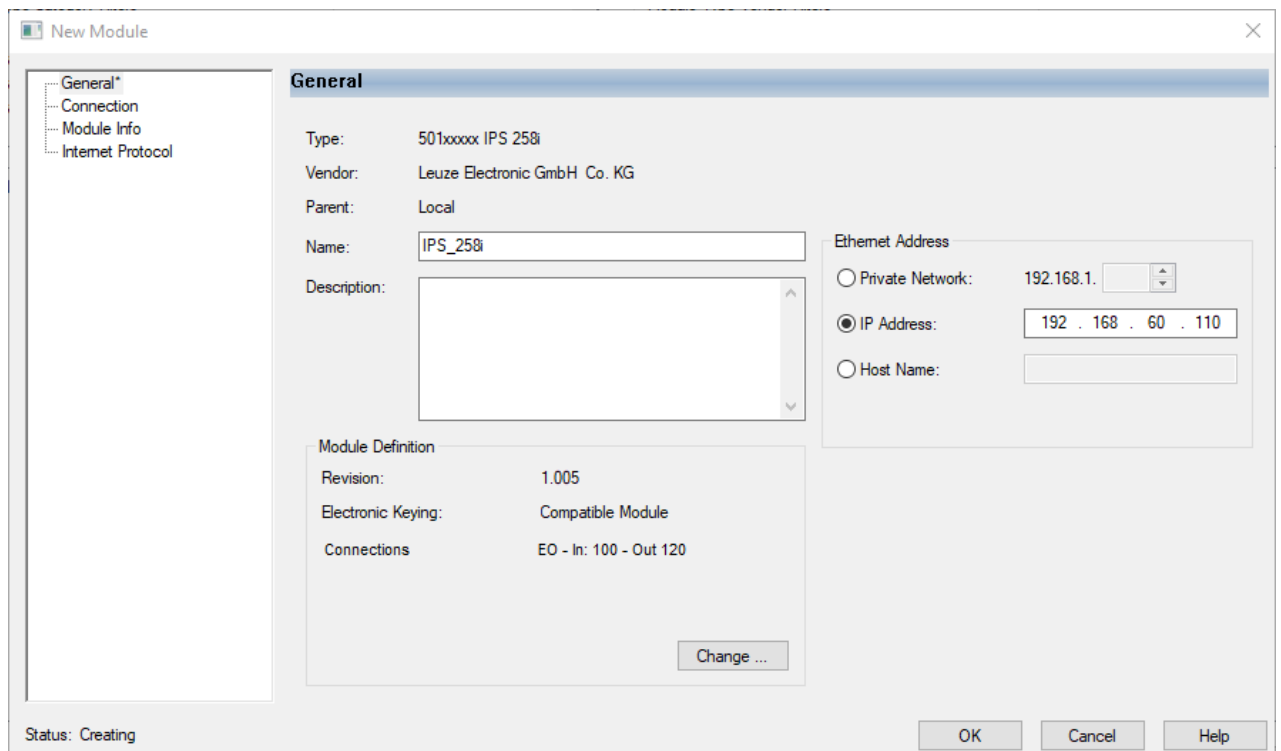 New Module
General*
Connection
Module Info
Internet Protocol
General
Type: 501xxxxx IPS 258i
Vendor: Leuze Electronic GmbH Co. KG
Parent: Local
Name: IPS_258i
Description:
Ethernet Address
Private Network: 192.168.1.
IP Address: 192 . 168 . 60 . 110
Host Name:
Module Definition
Revision: 1.005
Electronic Keying: Compatible Module
Connections EO - In: 100 - Out 120
Change ...
Status: Creating
OK Cancel Help